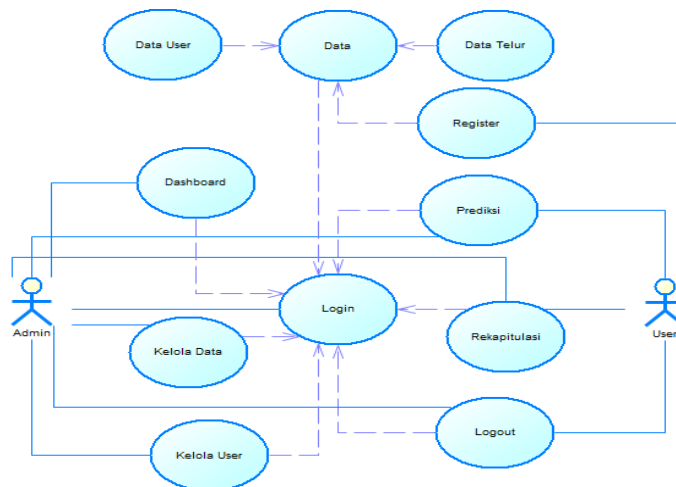 Data User
Data
Data Telur
Register
Dashboard
Prediksi
Login
Admin
User
Rekapitulasi
Kelola Data
Logout
Kelola User